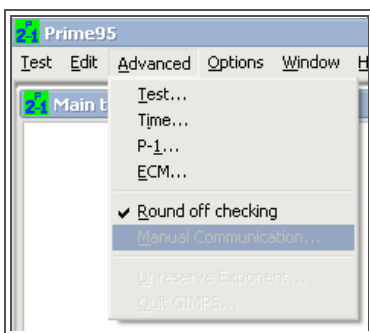 Prime95
Test Edit Advanced Options Window H
Main t
Test...
Time...
P-1...
ECM...
Round off checking
Manual Communication...
Unreserve Exponent...
Quit GIMPS...